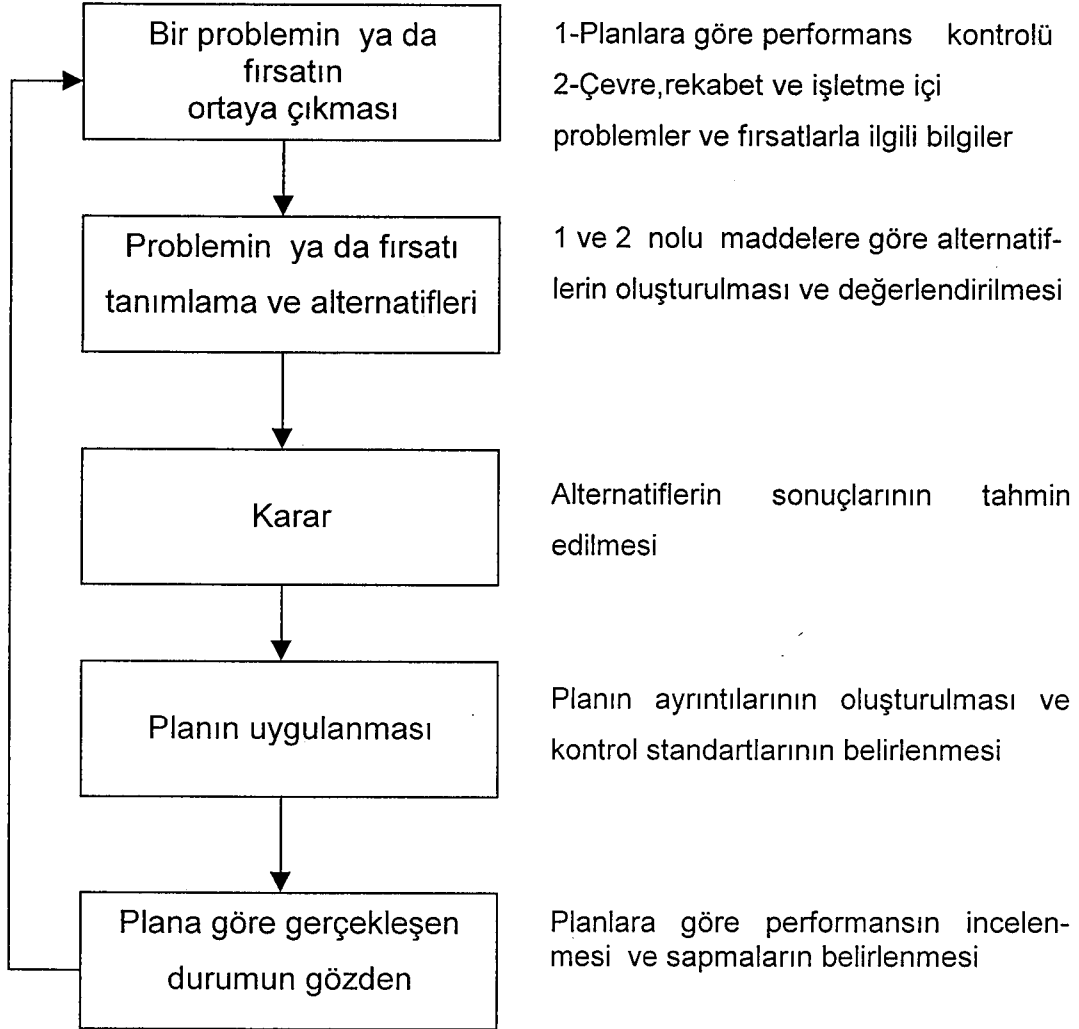 Bir problemin ya da
fırsatın
ortaya çıkması
1-Planlara göre performans kontrolü
2-Çevre,rekabet ve işletme içi
problemler ve fırsatlarla ilgili bilgiler
Problemin ya da fırsatı
tanımlama ve alternatifleri
1 ve 2 nolu maddelere göre alternatif-
lerin oluşturulması ve değerlendirilmesi
Karar
Alternatiflerin sonuçlarının tahmin
edilmesi
Planın uygulanması
Planın ayrıntılarının oluşturulması ve
kontrol standartlarının belirlenmesi
Plana göre gerçekleşen
durumun gözden
Planlara göre performansın incelen-
mesi ve sapmaların belirlenmesi